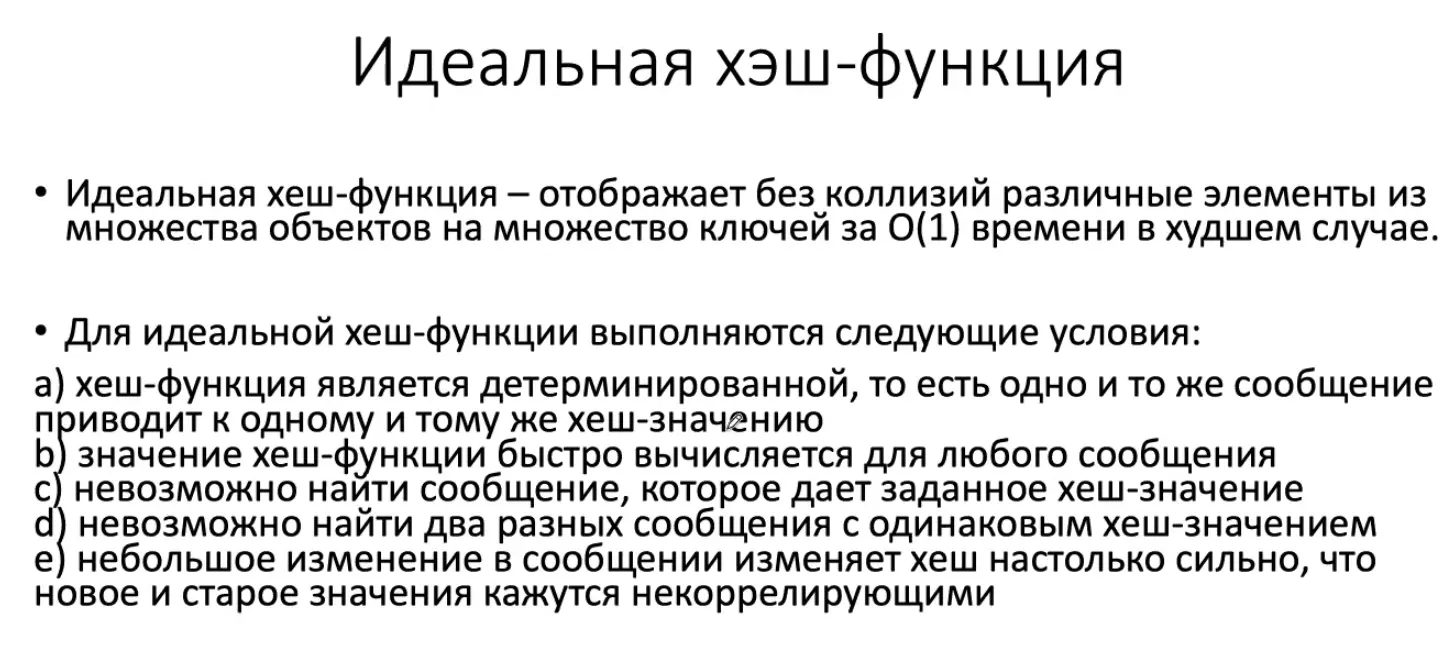 Идеальная хэш-функция
• Идеальная хеш-функция – отображает без коллизий различные элементы из
множества объектов на множество ключей за O(1) времени в худшем случае.
• Для идеальной хеш-функции выполняются следующие условия:
a) хеш-функция является детерминированной, то есть одно и то же сообщение
приводит к одному и тому же хеш-значению
b) значение хеш-функции быстро вычисляется для любого сообщения
c) невозможно найти сообщение, которое дает заданное хеш-значение
d) невозможно найти два разных сообщения с одинаковым хеш-значением
e) небольшое изменение в сообщении изменяет хеш настолько сильно, что
новое и старое значения кажутся некоррелирующими